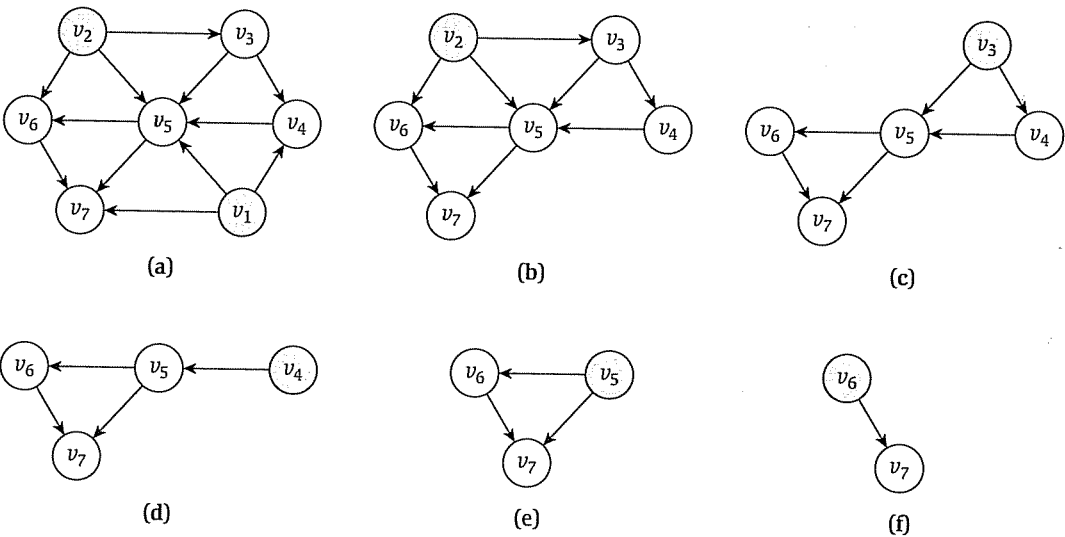 v2 v3 v2 v3 v3
v6 v5 v4 v6 v5 v4 v6 v5 v4
v7 v1 v7 v7
(a) (b) (c)
v6 v5 v4 v6 v5 v6
v7 v7 v7
(d) (e) (f)